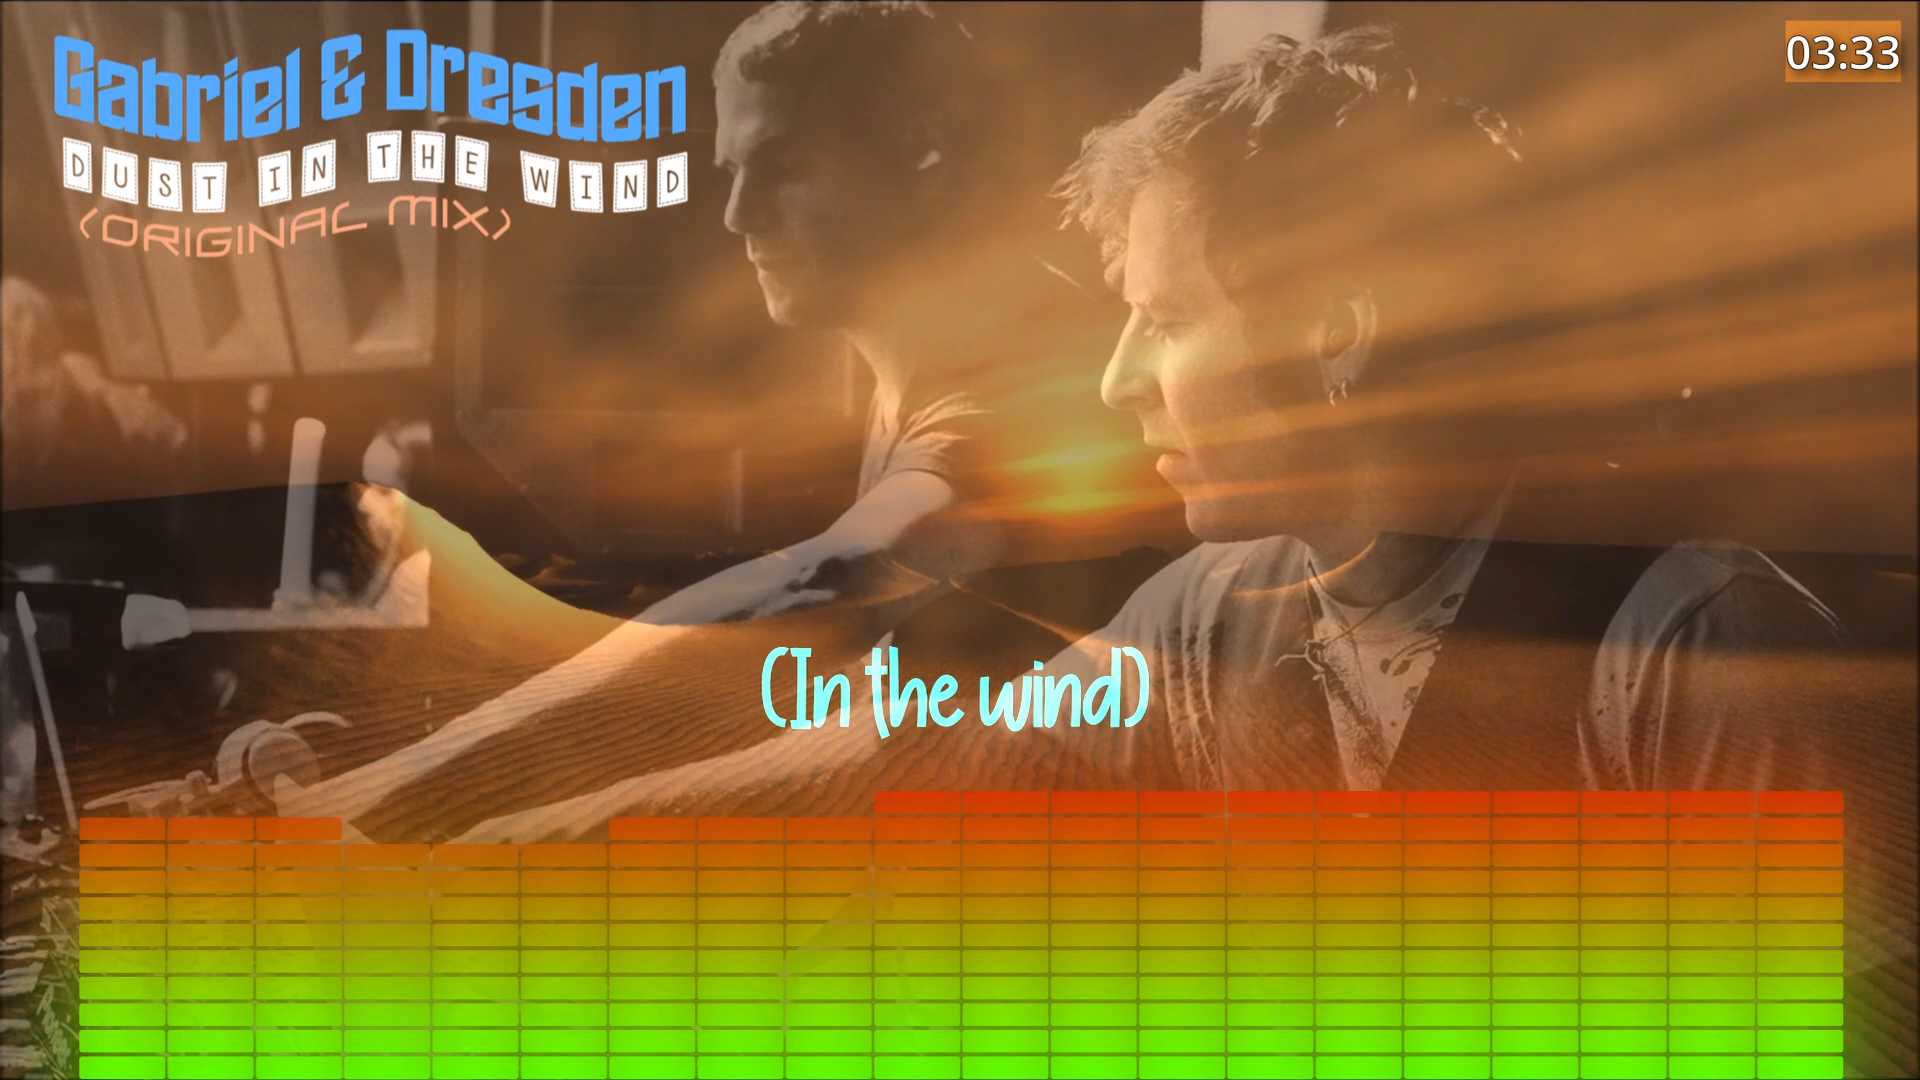 Gabriel & Dresden
DUST IN THE WIND
(ORIGINAL MIX)
03:33
(In the wind)